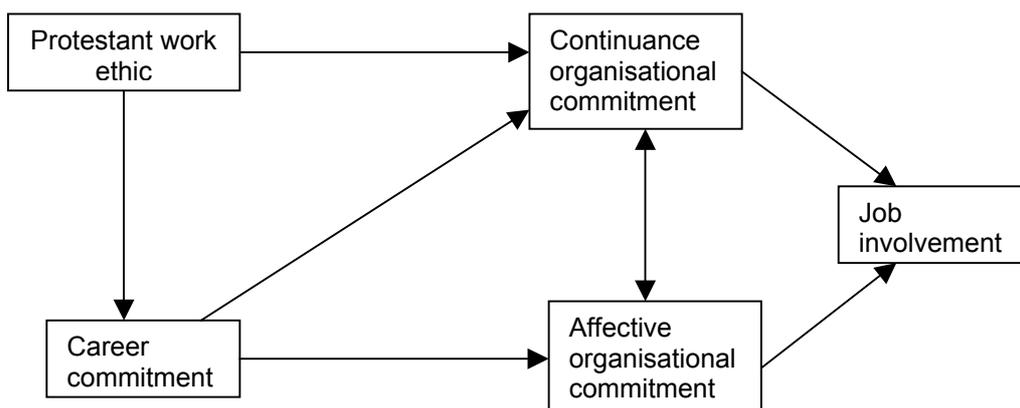 Protestant work
ethic
Continuance
organisational
commitment
Job
involvement
Career
commitment
Affective
organisational
commitment